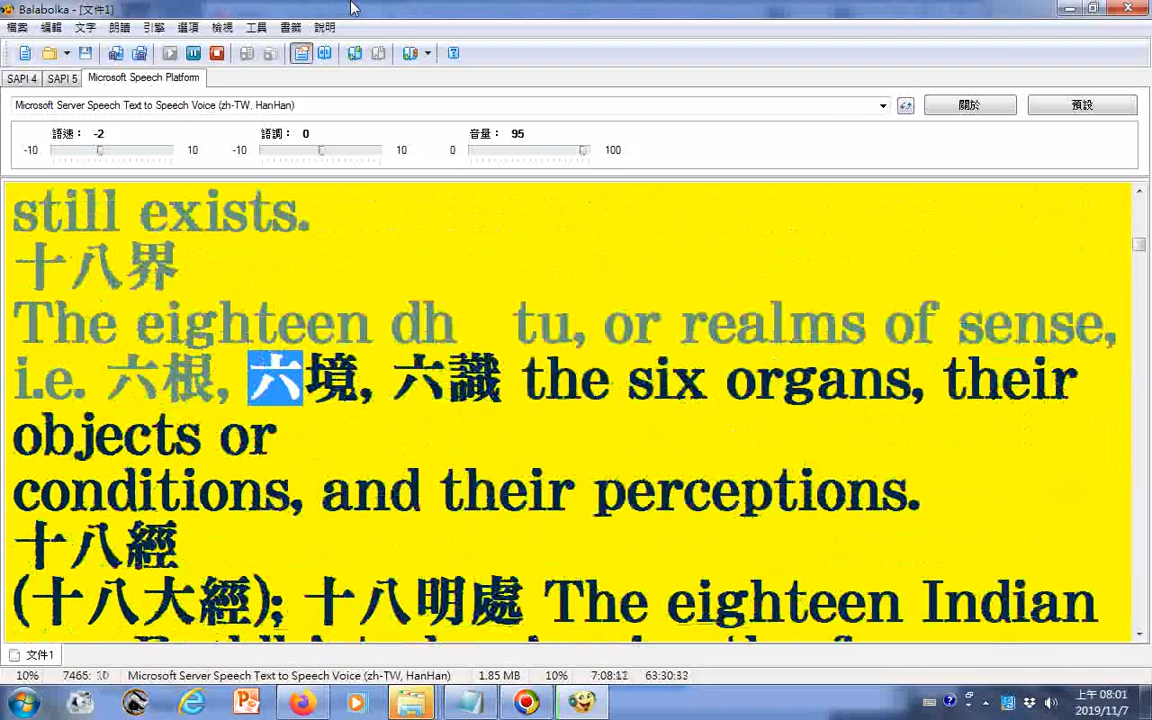 Balabolka - [文件1]
檔案 編輯 文字 朗讀 引擎 選項 檢視 工具 書籤 說明
SAPI 4 SAPI 5 Microsoft Speech Platform
Microsoft Server Speech Text to Speech Voice (zh-TW, HanHan) 關於 預設
語速： -2 語調： 0 音量： 95
-10 10 -10 10 0 100
still exists.
十八界
The eighteen dh tu, or realms of sense,
i.e. 六根, 六境, 六識 the six organs, their
objects or
conditions, and their perceptions.
十八經
(十八大經); 十八明處 The eighteen Indian
文件1
10% 7465: 10 Microsoft Server Speech Text to Speech Voice (zh-TW, HanHan) 1.85 MB 10% 7:08:11 63:30:33
上午 08:01
2019/11/7